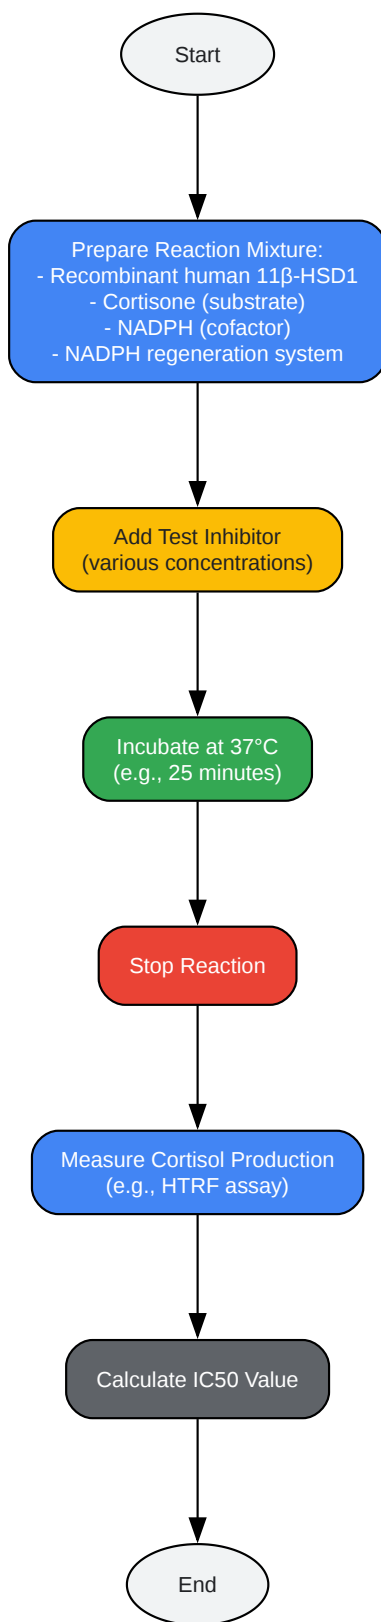 Start
Prepare Reaction Mixture:
- Recombinant human 11β-HSD1
- Cortisone (substrate)
- NADPH (cofactor)
- NADPH regeneration system
Add Test Inhibitor
(various concentrations)
Incubate at 37°C
(e.g., 25 minutes)
Stop Reaction
Measure Cortisol Production
(e.g., HTRF assay)
Calculate IC50 Value
End